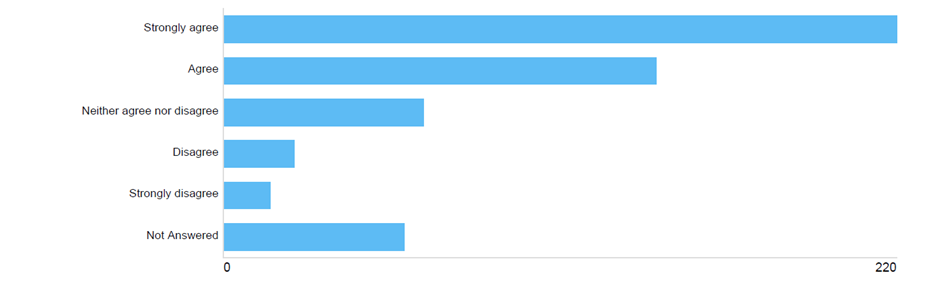 Strongly agree
Agree
Neither agree nor disagree
Disagree
Strongly disagree
Not Answered
0 220